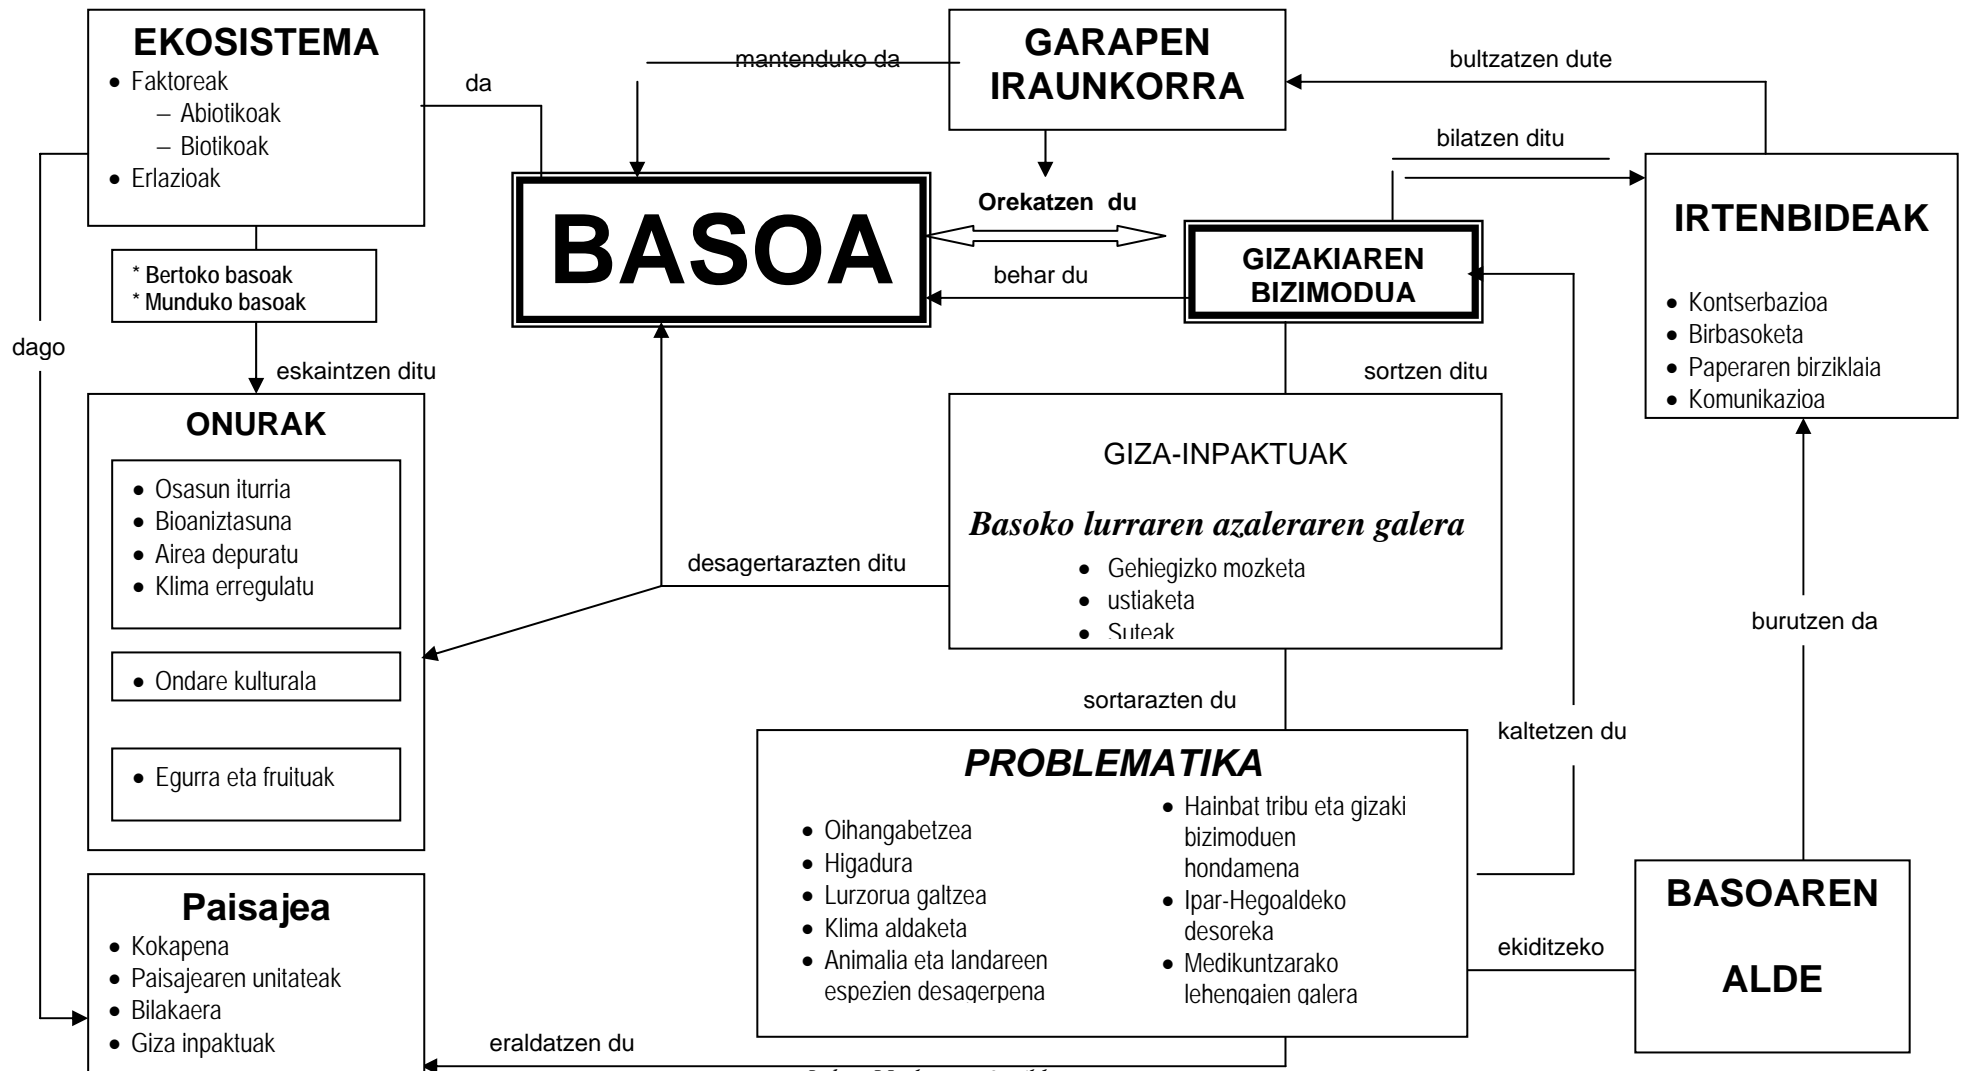 EKOSISTEMA
• Faktoreak
– Abiotikoak
– Biotikoak
• Erlazioak
da
mantenduko da
GARAPEN
IRAUNKORRA
bultzatzen dute
bilatzen ditu
BASOA
Orekatzen du
behar du
GIZAKIAREN
BIZIMODUA
IRTENBIDEAK
• Kontserbazioa
• Birbasoketa
• Paperaren birziklaia
• Komunikazioa
* Bertoko basoak
* Munduko basoak
dago
eskaintzen ditu
sortzen ditu
ONURAK
• Osasun iturria
• Bioaniztasuna
• Airea depuratu
• Klima erregulatu
• Ondare kulturala
• Egurra eta fruituak
desagertarazten ditu
GIZA-INPAKTUAK
Basoko lurraren azaleraren galera
• Gehiegizko mozketa
• ustiaketa
• Suteak
burutzen da
sortarazten du
kaltetzen du
PROBLEMATIKA
• Oihangabetzea
• Higadura
• Lurzorua galtzea
• Klima aldaketa
• Animalia eta landareen
espezien desagerpena
• Hainbat tribu eta gizaki
bizimoduen
hondamena
• Ipar-Hegoaldeko
desoreka
• Medikuntzarako
lehengaien galera
ekiditzeko
BASOAREN
ALDE
Paisajea
• Kokapena
• Paisajearen unitateak
• Bilakaera
• Giza inpaktuak
eraldatzen du